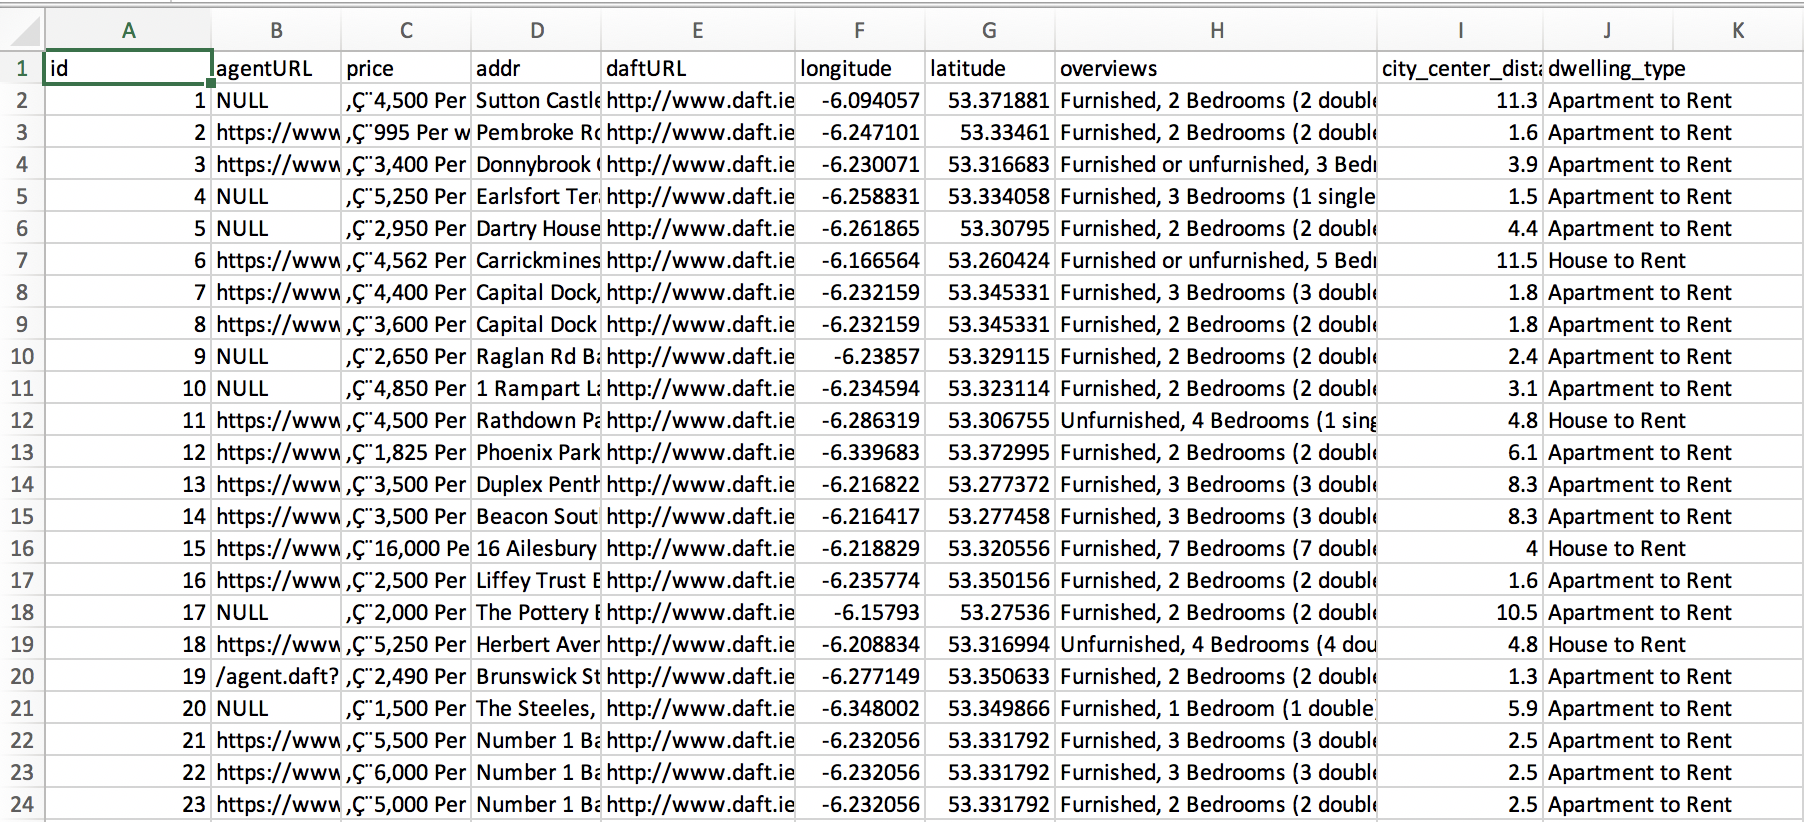 A B C D E F G H I J K
1 id agentURL price addr daftURL longitude latitude overviews city_center_dista dwelling_type
2 1 NULL ‚Ç¨4,500 Per Sutton Castle http://www.daft.ie -6.094057 53.371881 Furnished, 2 Bedrooms (2 double 11.3 Apartment to Rent
3 2 https://www ‚Ç¨995 Per w Pembroke Ro http://www.daft.ie -6.247101 53.33461 Furnished, 2 Bedrooms (2 double 1.6 Apartment to Rent
4 3 https://www ‚Ç¨3,400 Per Donnybrook http://www.daft.ie -6.230071 53.316683 Furnished or unfurnished, 3 Bedr 3.9 Apartment to Rent
5 4 NULL ‚Ç¨5,250 Per Earlsfort Ter http://www.daft.ie -6.258831 53.334058 Furnished, 3 Bedrooms (1 single 1.5 Apartment to Rent
6 5 NULL ‚Ç¨2,950 Per Dartry House http://www.daft.ie -6.261865 53.30795 Furnished, 2 Bedrooms (2 double 4.4 Apartment to Rent
7 6 https://www ‚Ç¨4,562 Per Carrickmines http://www.daft.ie -6.166564 53.260424 Furnished or unfurnished, 5 Bedr 11.5 House to Rent
8 7 https://www ‚Ç¨4,400 Per Capital Dock, http://www.daft.ie -6.232159 53.345331 Furnished, 3 Bedrooms (3 double 1.8 Apartment to Rent
9 8 https://www ‚Ç¨3,600 Per Capital Dock http://www.daft.ie -6.232159 53.345331 Furnished, 2 Bedrooms (2 double 1.8 Apartment to Rent
10 9 NULL ‚Ç¨2,650 Per Raglan Rd Ba http://www.daft.ie -6.23857 53.329115 Furnished, 2 Bedrooms (2 double 2.4 Apartment to Rent
11 10 NULL ‚Ç¨4,850 Per 1 Rampart La http://www.daft.ie -6.234594 53.323114 Furnished, 2 Bedrooms (2 double 3.1 Apartment to Rent
12 11 https://www ‚Ç¨4,500 Per Rathdown Pa http://www.daft.ie -6.286319 53.306755 Unfurnished, 4 Bedrooms (1 sing 4.8 House to Rent
13 12 https://www ‚Ç¨1,825 Per Phoenix Park http://www.daft.ie -6.339683 53.372995 Furnished, 2 Bedrooms (2 double 6.1 Apartment to Rent
14 13 https://www ‚Ç¨3,500 Per Duplex Penth http://www.daft.ie -6.216822 53.277372 Furnished, 3 Bedrooms (3 double 8.3 Apartment to Rent
15 14 https://www ‚Ç¨3,500 Per Beacon Sout http://www.daft.ie -6.216417 53.277458 Furnished, 3 Bedrooms (3 double 8.3 Apartment to Rent
16 15 https://www ‚Ç¨16,000 Pe 16 Ailesbury http://www.daft.ie -6.218829 53.320556 Furnished, 7 Bedrooms (7 double 4 House to Rent
17 16 https://www ‚Ç¨2,500 Per Liffey Trust B http://www.daft.ie -6.235774 53.350156 Furnished, 2 Bedrooms (2 double 1.6 Apartment to Rent
18 17 NULL ‚Ç¨2,000 Per The Pottery http://www.daft.ie -6.15793 53.27536 Furnished, 2 Bedrooms (2 double 10.5 Apartment to Rent
19 18 https://www ‚Ç¨5,250 Per Herbert Aven http://www.daft.ie -6.208834 53.316994 Unfurnished, 4 Bedrooms (4 dou 4.8 House to Rent
20 19 /agent.daft? ‚Ç¨2,490 Per Brunswick St http://www.daft.ie -6.277149 53.350633 Furnished, 2 Bedrooms (2 double 1.3 Apartment to Rent
21 20 NULL ‚Ç¨1,500 Per The Steeles, http://www.daft.ie -6.348002 53.349866 Furnished, 1 Bedroom (1 double) 5.9 Apartment to Rent
22 21 https://www ‚Ç¨5,500 Per Number 1 Ba http://www.daft.ie -6.232056 53.331792 Furnished, 3 Bedrooms (3 double 2.5 Apartment to Rent
23 22 https://www ‚Ç¨6,000 Per Number 1 Ba http://www.daft.ie -6.232056 53.331792 Furnished, 3 Bedrooms (3 double 2.5 Apartment to Rent
24 23 https://www ‚Ç¨5,000 Per Number 1 Ba http://www.daft.ie -6.232056 53.331792 Furnished, 2 Bedrooms (2 double 2.5 Apartment to Rent